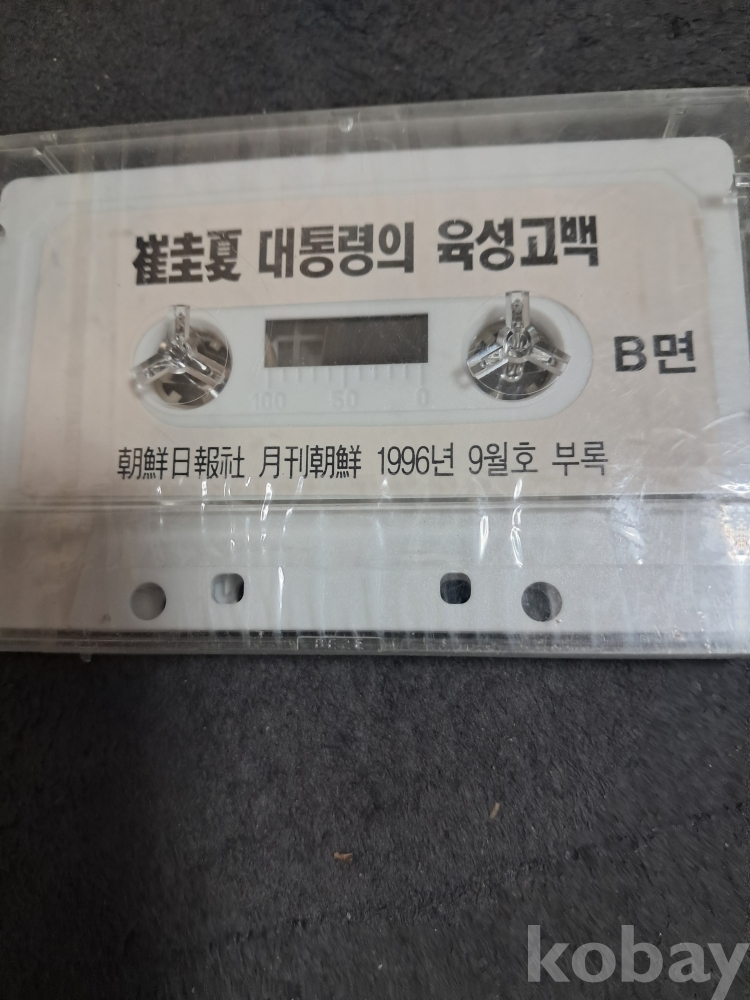 崔圭夏 대통령의 육성고백
B면
100 50 0
朝鮮日報社 月刊朝鮮 1996년 9월호 부록
kobay